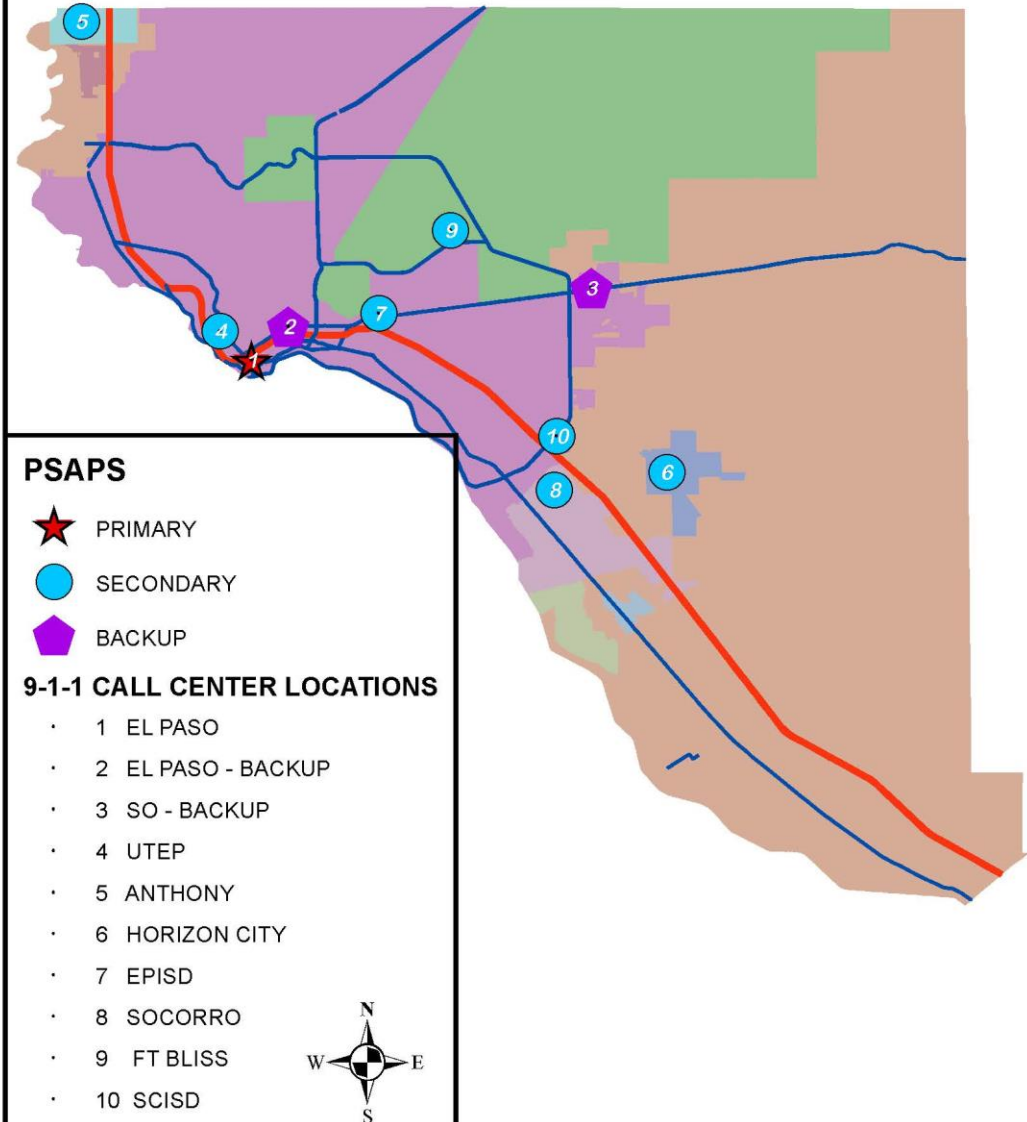 5
9
3
7
2
4
1
10
6
8
PSAPS
PRIMARY
SECONDARY
BACKUP
9-1-1 CALL CENTER LOCATIONS
· 1 EL PASO
· 2 EL PASO - BACKUP
· 3 SO - BACKUP
· 4 UTEP
· 5 ANTHONY
· 6 HORIZON CITY
· 7 EPISD
· 8 SOCORRO
· 9 FT BLISS
· 10 SCISD
N
W E
S